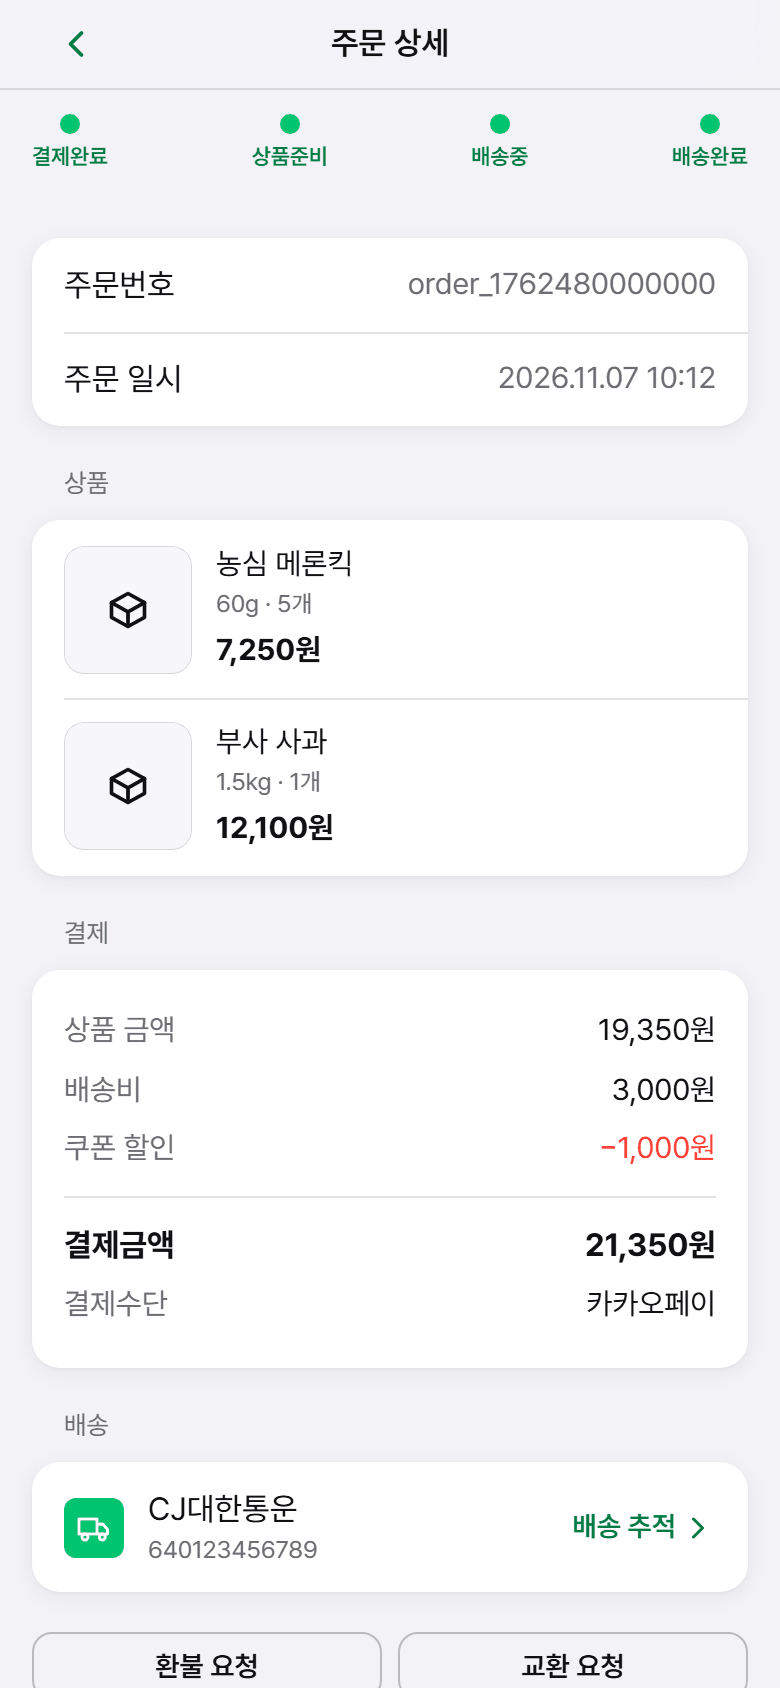 주문 상세
결제완료 상품준비 배송중 배송완료
주문번호 order_1762480000000
주문 일시 2026.11.07 10:12
상품
농심 메론킥
60g · 5개
7,250원
부사 사과
1.5kg · 1개
12,100원
결제
상품 금액 19,350원
배송비 3,000원
쿠폰 할인 −1,000원
결제금액 21,350원
결제수단 카카오페이
배송
CJ대한통운
640123456789
배송 추적
환불 요청 교환 요청